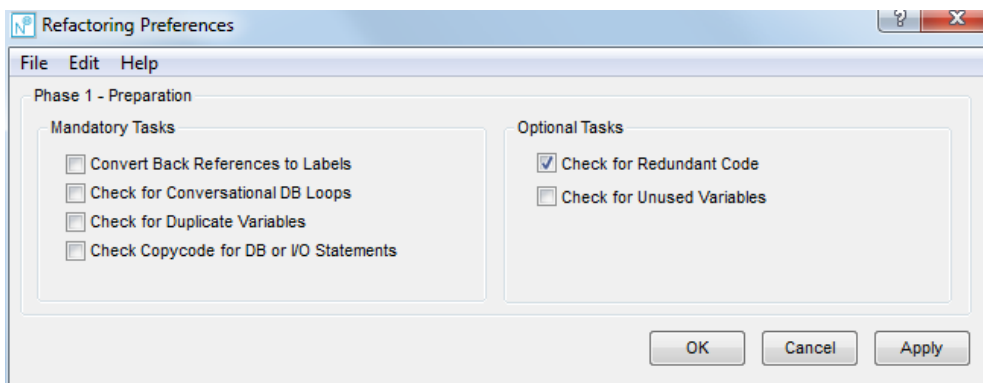 Refactoring Preferences
File Edit Help
Phase 1 - Preparation
Mandatory Tasks
Convert Back References to Labels
Check for Conversational DB Loops
Check for Duplicate Variables
Check Copycode for DB or I/O Statements
Optional Tasks
Check for Redundant Code
Check for Unused Variables
OK Cancel Apply